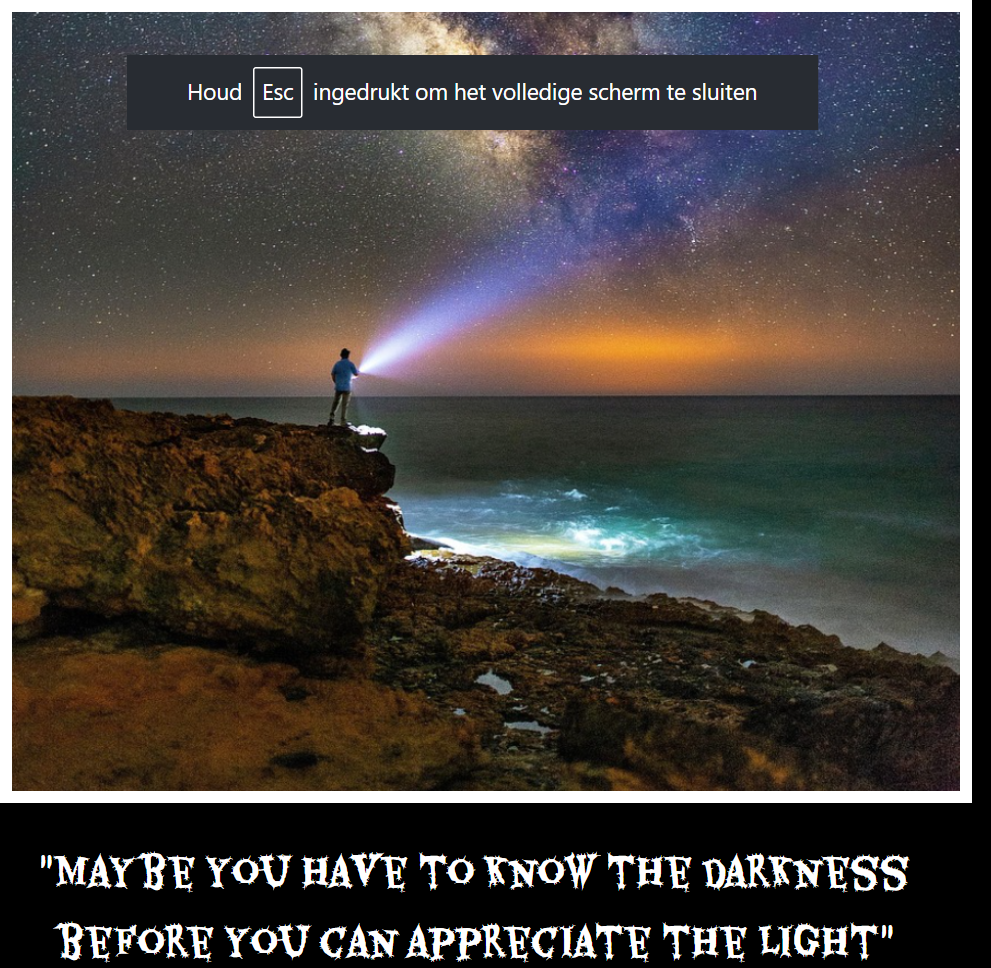 Houd Esc ingedrukt om het volledige scherm te sluiten
"MAYBE YOU HAVE TO KNOW THE DARKNESS
BEFORE YOU CAN APPRECIATE THE LIGHT"